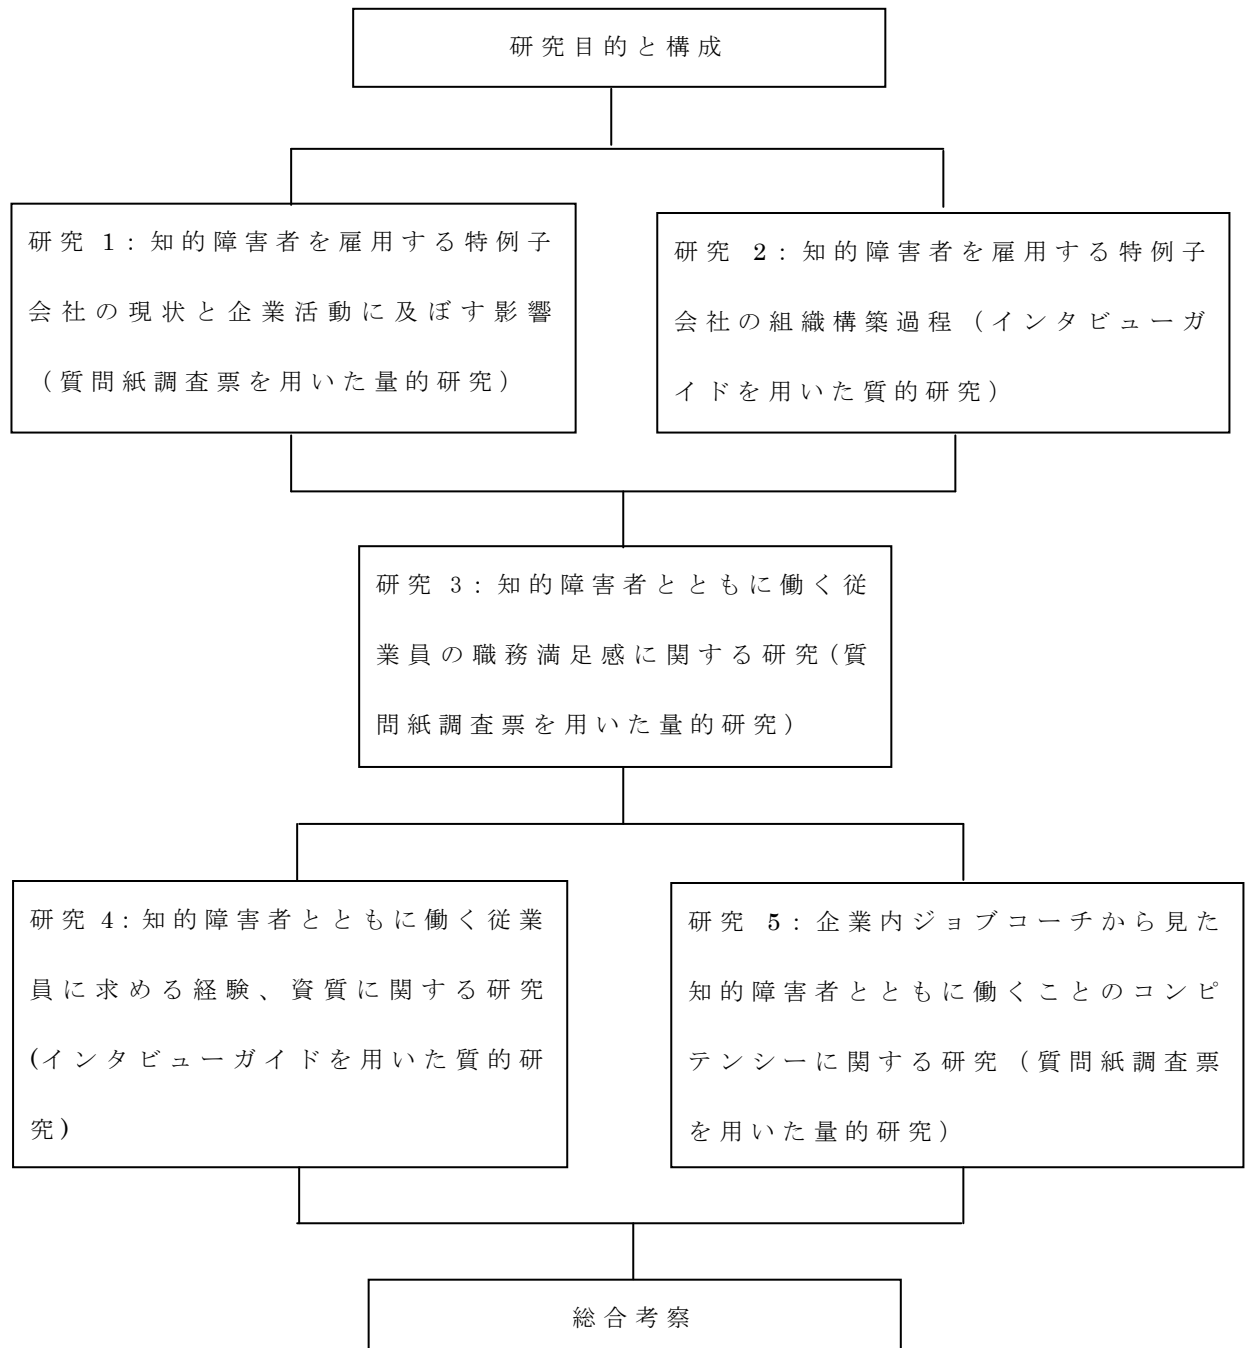 研究目的と構成
研究 1：知的障害者を雇用する特例子
会社の現状と企業活動に及ぼす影響
（質問紙調査票を用いた量的研究）
研究 2：知的障害者を雇用する特例子
会社の組織構築過程（インタビューガ
イドを用いた質的研究）
研究 3：知的障害者とともに働く従
業員の職務満足感に関する研究(質
問紙調査票を用いた量的研究）
研究 4:知的障害者とともに働く従業
員に求める経験、資質に関する研究
(インタビューガイドを用いた質的研
究)
研究 5：企業内ジョブコーチから見た
知的障害者とともに働くことのコンピ
テンシーに関する研究（質問紙調査票
を用いた量的研究）
総合考察